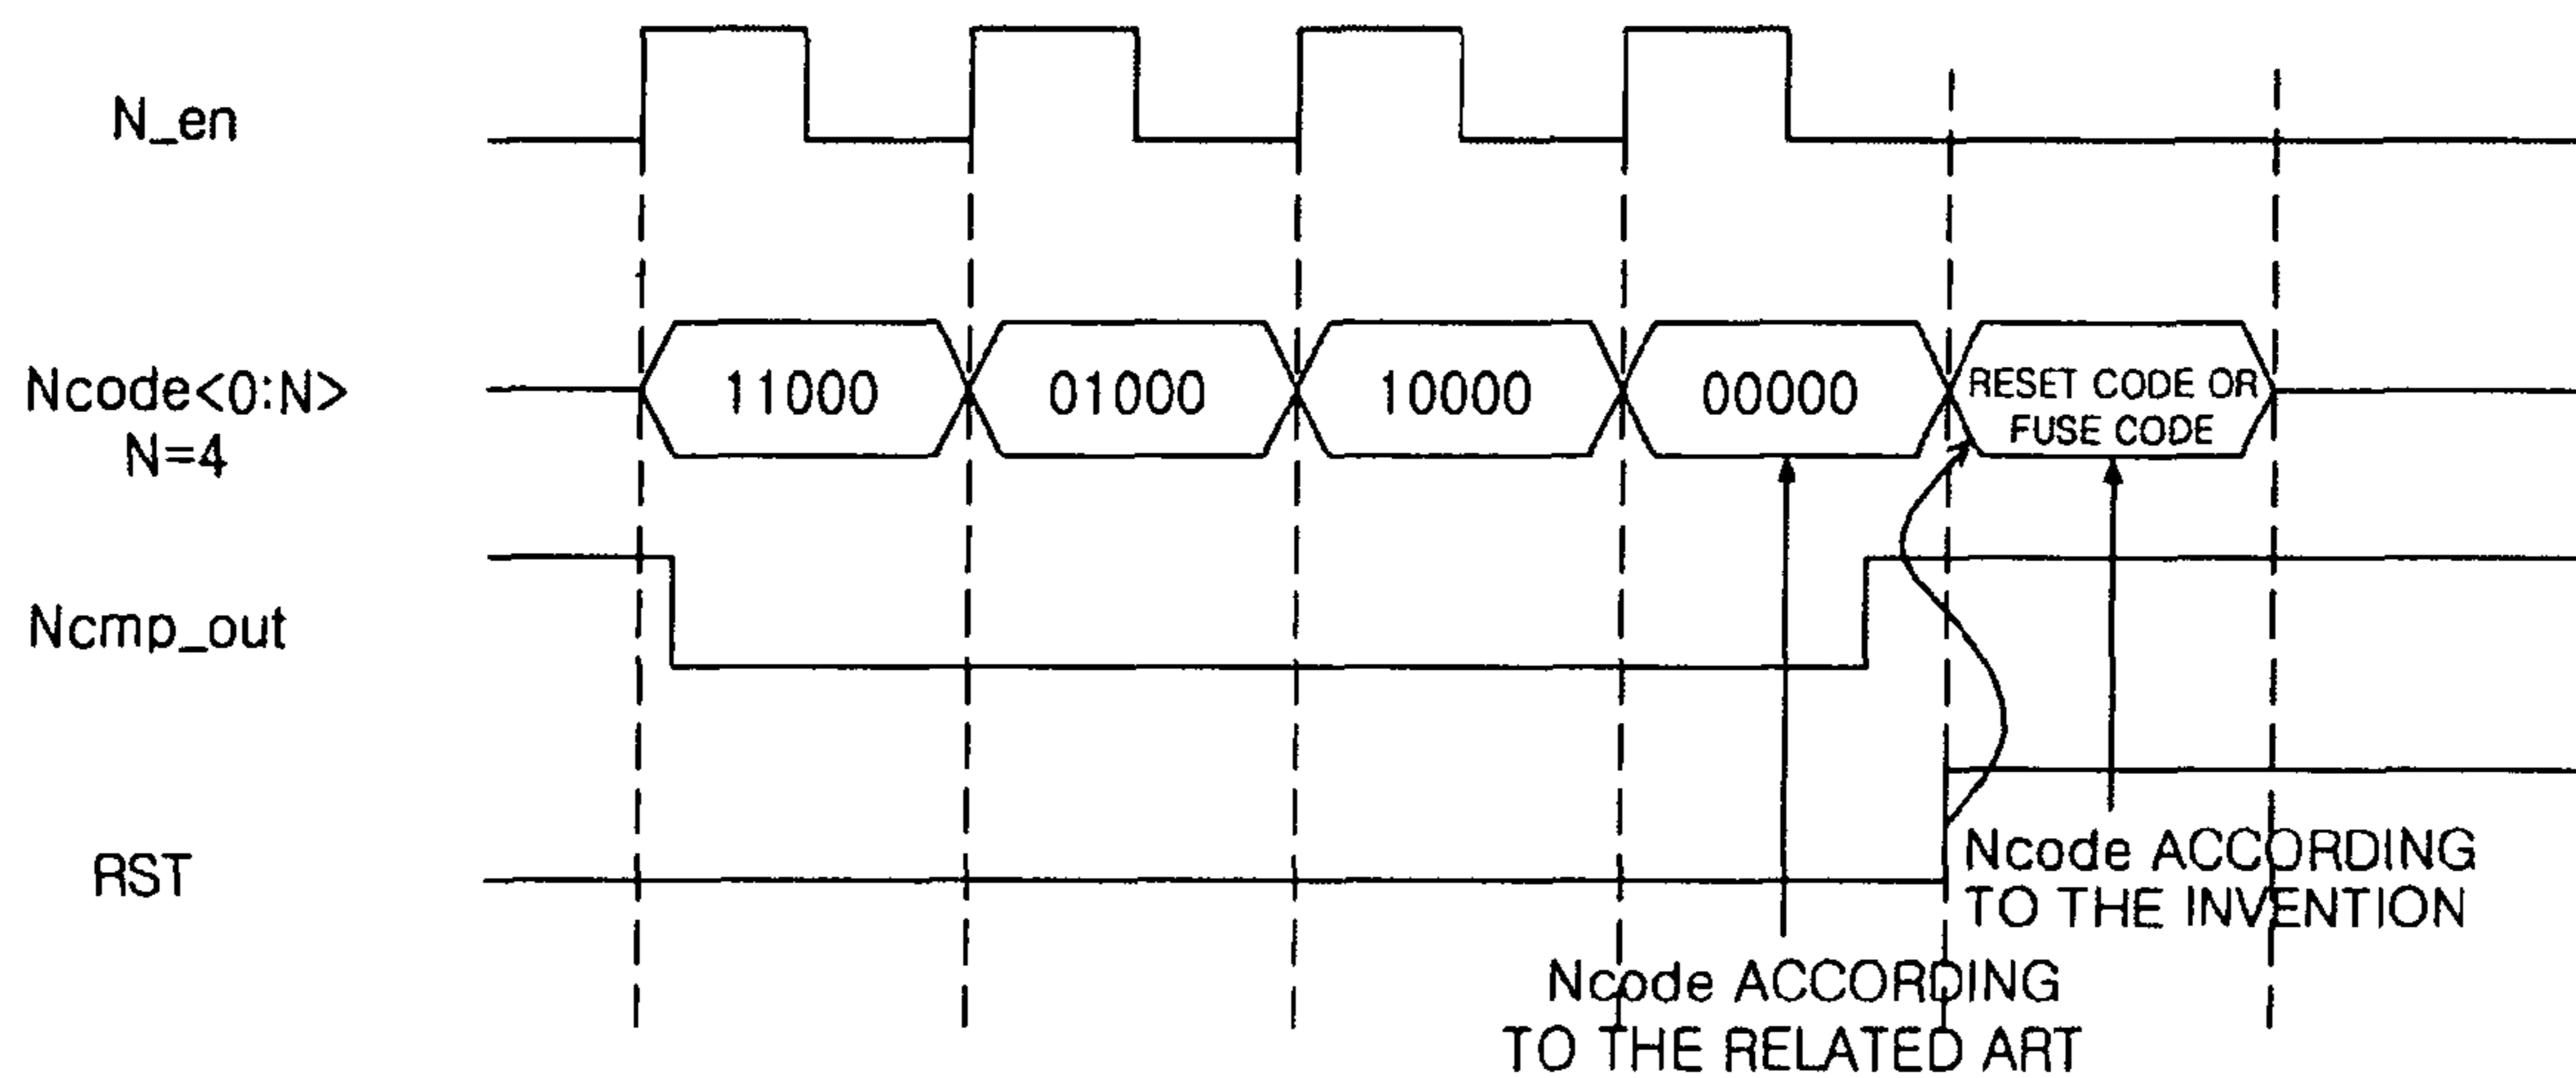 N_en
Ncode<0:N>
N=4
11000
01000
10000
00000
RESET CODE OR
FUSE CODE
Ncmp_out
RST
Ncode ACCORDING
TO THE INVENTION
Ncode ACCORDING
TO THE RELATED ART